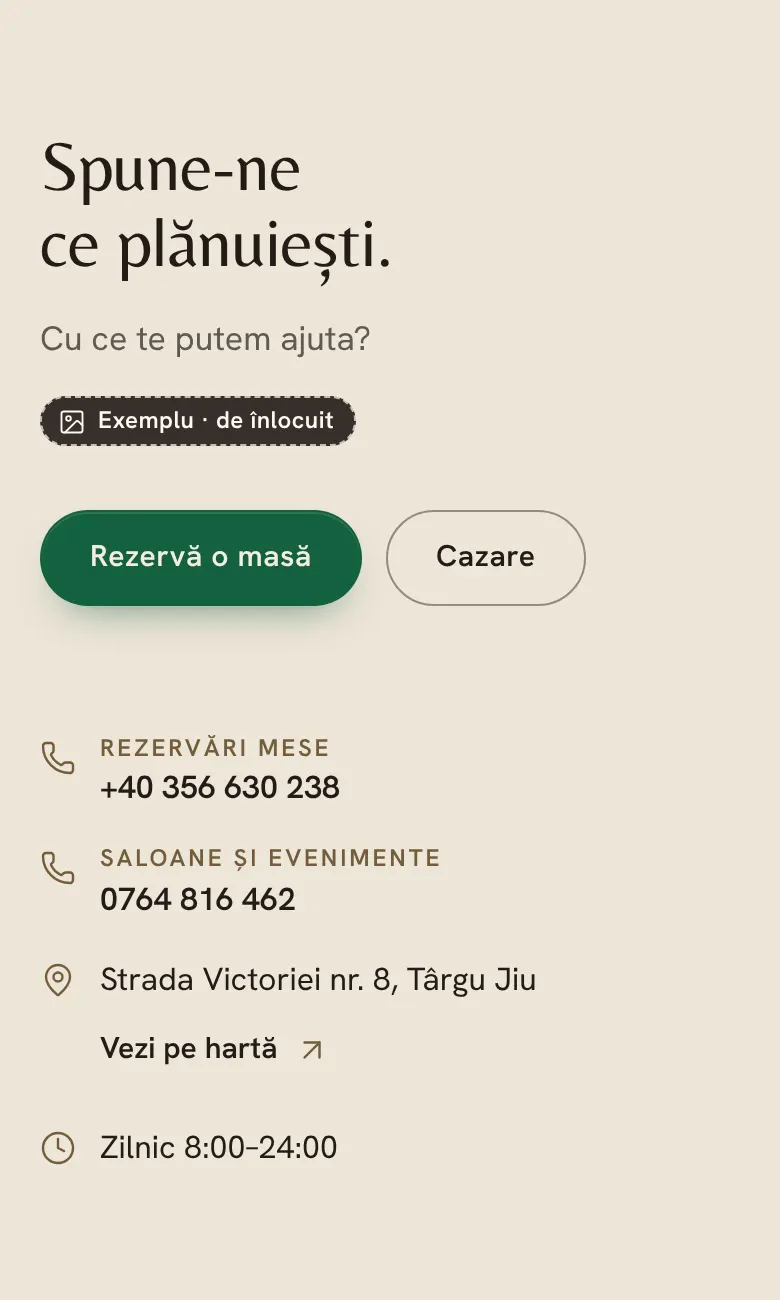 Spune-ne
ce plănuiești.
Cu ce te putem ajuta?
Exemplu · de înlocuit
Rezervă o masă
Cazare
REZERVĂRI MESE
+40 356 630 238
SALOANE ȘI EVENIMENTE
0764 816 462
Strada Victoriei nr. 8, Târgu Jiu
Vezi pe hartă
Zilnic 8:00–24:00